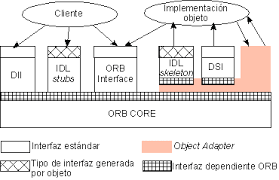 Cliente
Implementación
objeto
DII
IDL
stubs
ORB
Interface
IDL
skeleton
DSI
ORB CORE
Interfaz estándar
Object Adapter
Tipo de interfaz generada
por objeto
Interfaz dependiente ORB